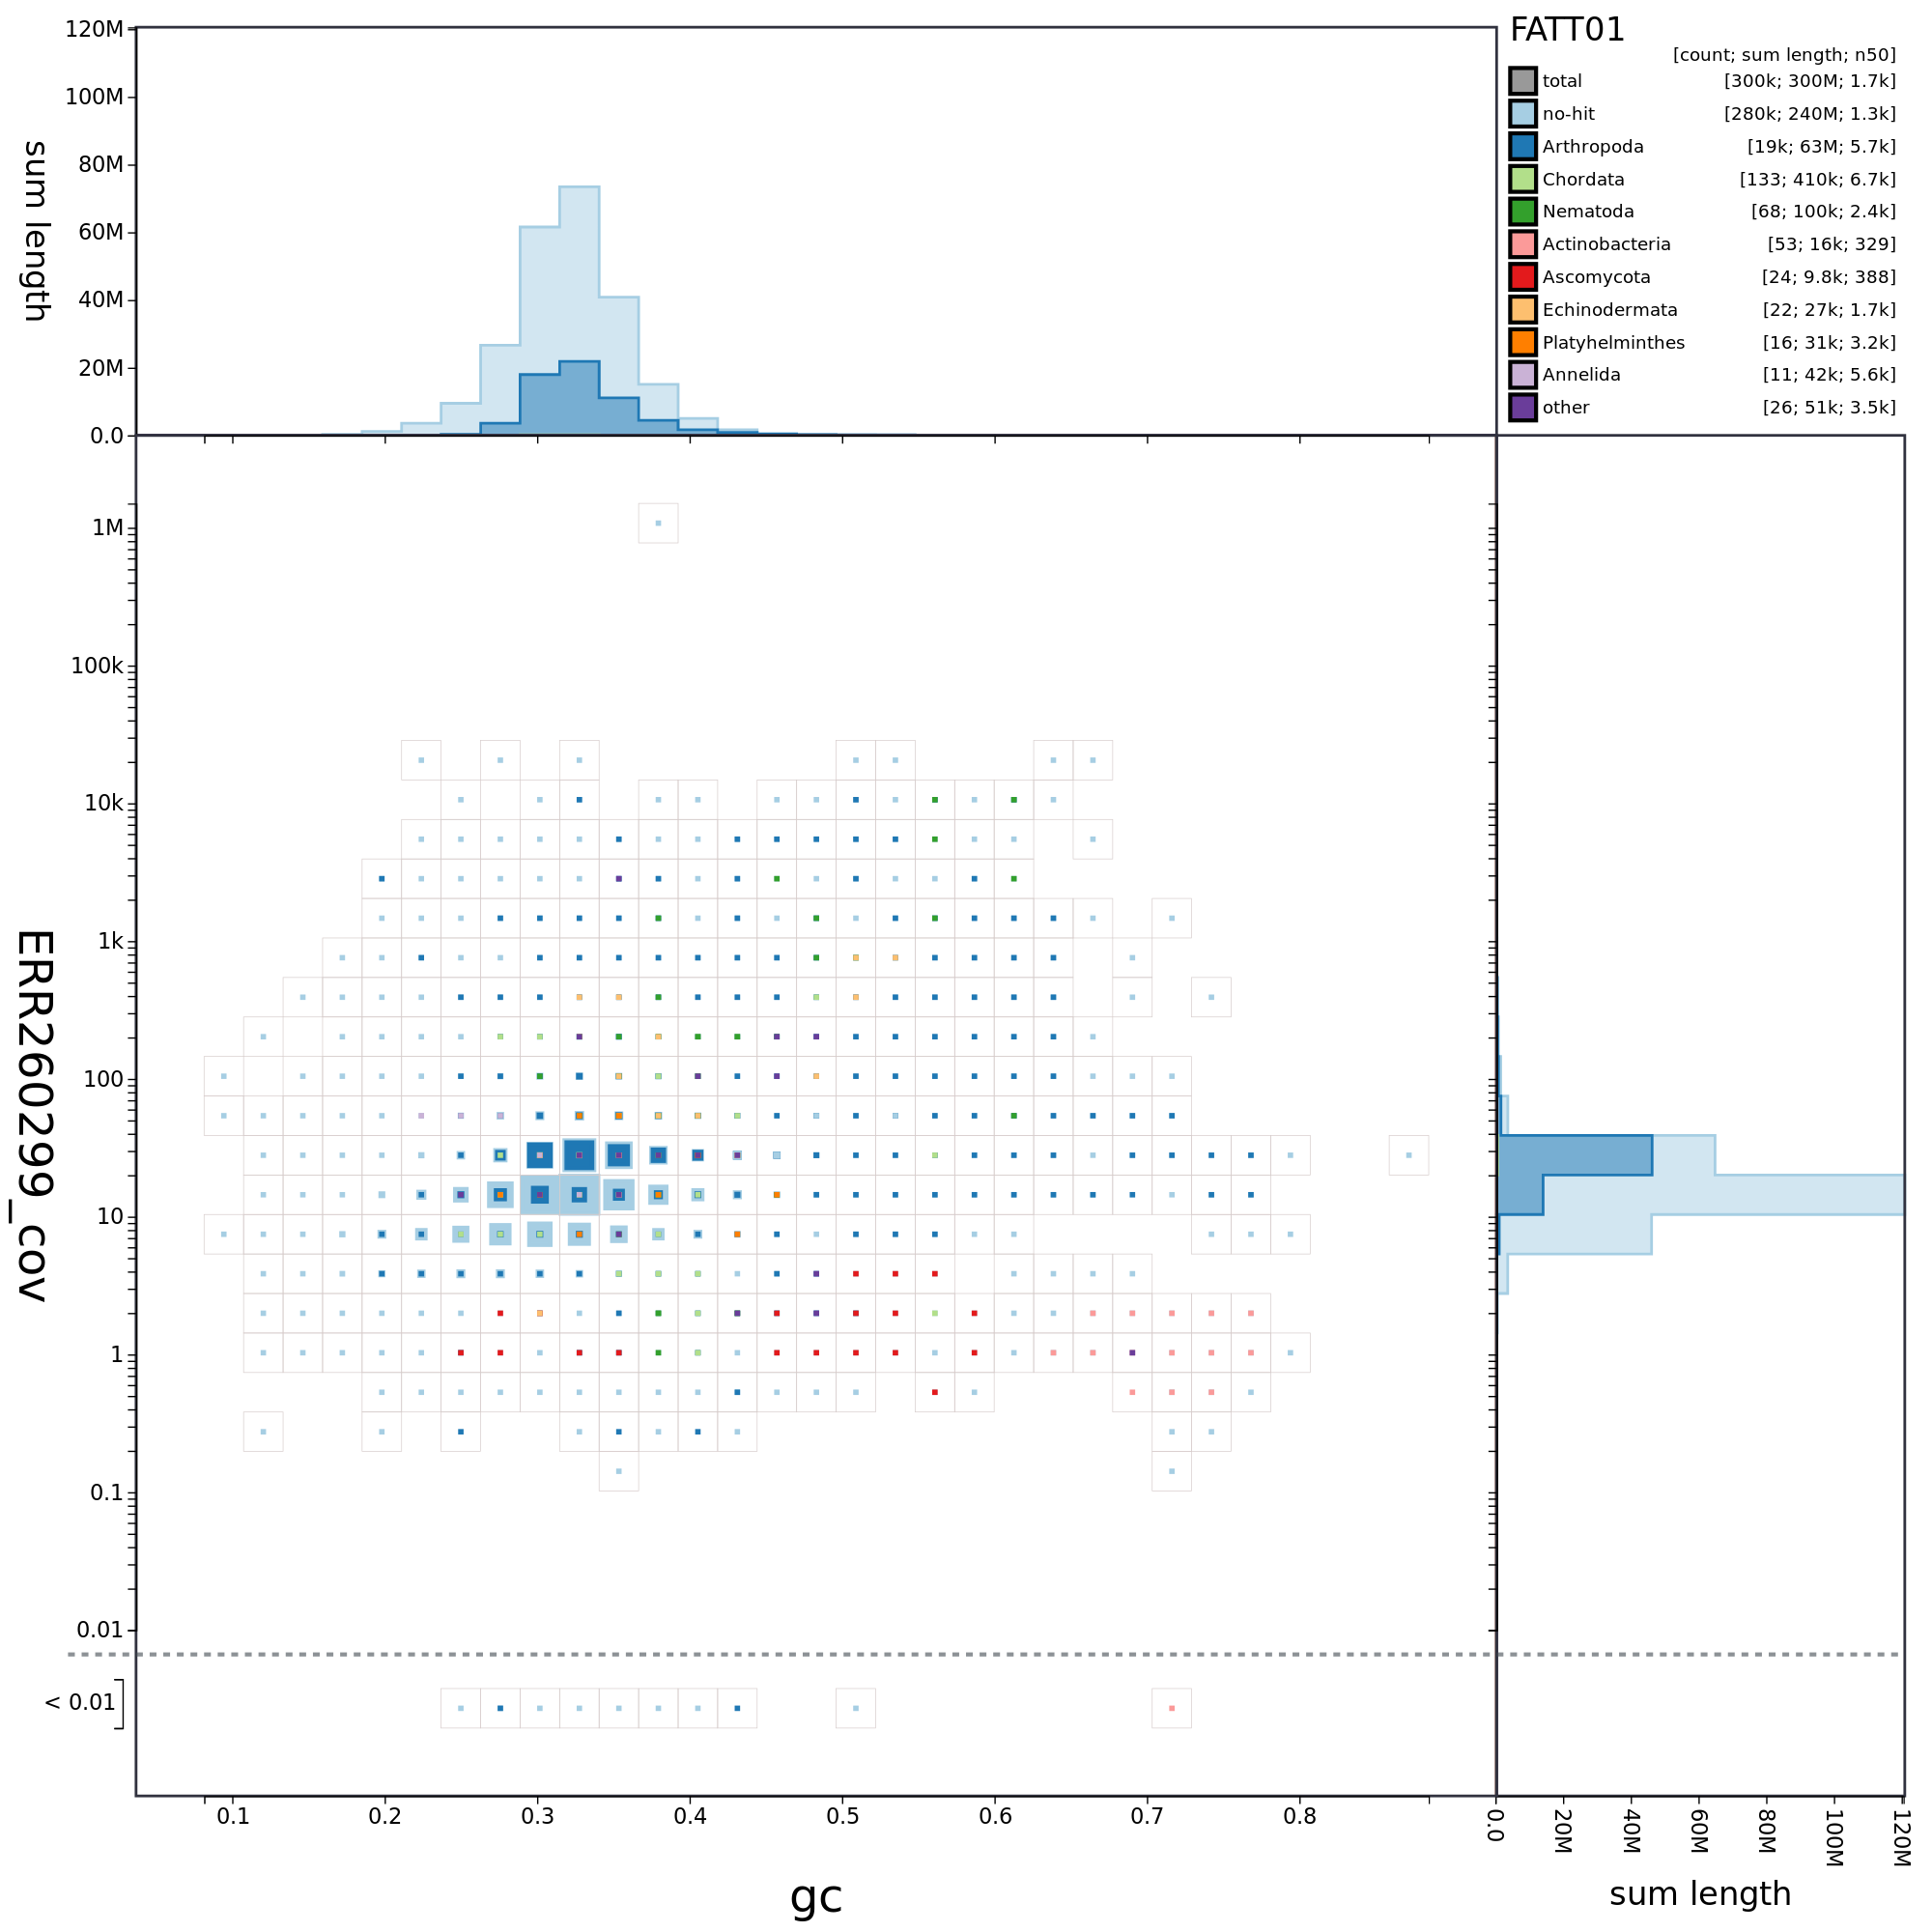 FATT01
[count; sum length; n50]
total [300k; 300M; 1.7k]
no-hit [280k; 240M; 1.3k]
Arthropoda [19k; 63M; 5.7k]
Chordata [133; 410k; 6.7k]
Nematoda [68; 100k; 2.4k]
Actinobacteria [53; 16k; 329]
Ascomycota [24; 9.8k; 388]
Echinodermata [22; 27k; 1.7k]
Platyhelminthes [16; 31k; 3.2k]
Annelida [11; 42k; 5.6k]
other [26; 51k; 3.5k]
sum length
120M
100M
80M
60M
40M
20M
0.0
ERR260299_cov
1M
100k
10k
1k
100
10
1
0.1
0.01
< 0.01
0.1 0.2 0.3 0.4 0.5 0.6 0.7 0.8
gc
0.0 20M 40M 60M 80M 100M 120M
sum length